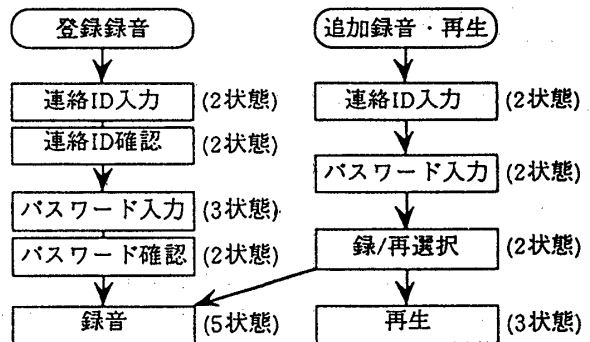 登録録音
連絡ID入力 (2状態)
連絡ID確認 (2状態)
パスワード入力 (3状態)
パスワード確認 (2状態)
録音 (5状態)
追加録音・再生
連絡ID入力 (2状態)
パスワード入力 (2状態)
録/再選択 (2状態)
再生 (3状態)